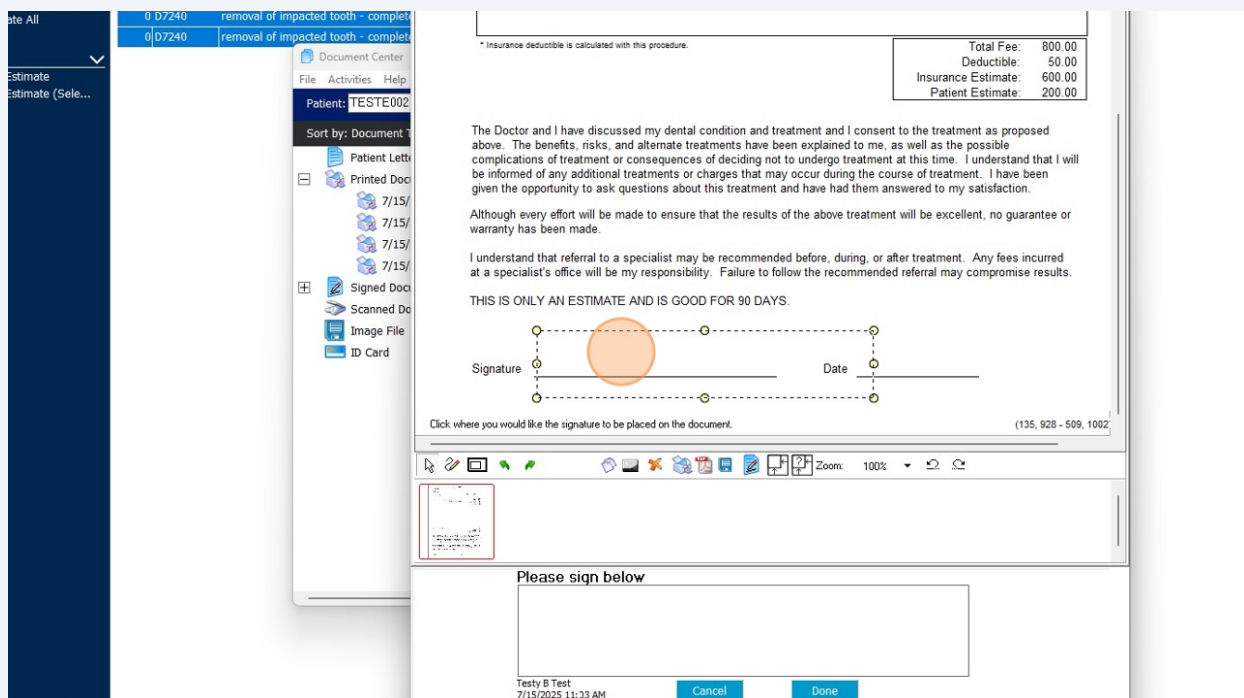 ate All
Estimate
Estimate (Sele...
0 D7240 removal of impacted tooth - complet
0 D7240 removal of impacted tooth - complet
Document Center
File Activities Help
Patient: TESTE002
Sort by: Document T
Patient Lette
Printed Doc
7/15/
7/15/
7/15/
7/15/
Signed Doc
Scanned Do
Image File
ID Card
* Insurance deductible is calculated with this procedure.
Total Fee: 800.00
Deductible: 50.00
Insurance Estimate: 600.00
Patient Estimate: 200.00
The Doctor and I have discussed my dental condition and treatment and I consent to the treatment as proposed
above. The benefits, risks, and alternate treatments have been explained to me, as well as the possible
complications of treatment or consequences of deciding not to undergo treatment at this time. I understand that I will
be informed of any additional treatments or charges that may occur during the course of treatment. I have been
given the opportunity to ask questions about this treatment and have had them answered to my satisfaction.
Although every effort will be made to ensure that the results of the above treatment will be excellent, no guarantee or
warranty has been made.
I understand that referral to a specialist may be recommended before, during, or after treatment. Any fees incurred
at a specialist's office will be my responsibility. Failure to follow the recommended referral may compromise results.
THIS IS ONLY AN ESTIMATE AND IS GOOD FOR 90 DAYS.
Signature Date
Click where you would like the signature to be placed on the document. (135, 928 - 509, 1002)
Zoom: 100%
Please sign below
Testy B Test
7/15/2025 11:33 AM
Cancel Done